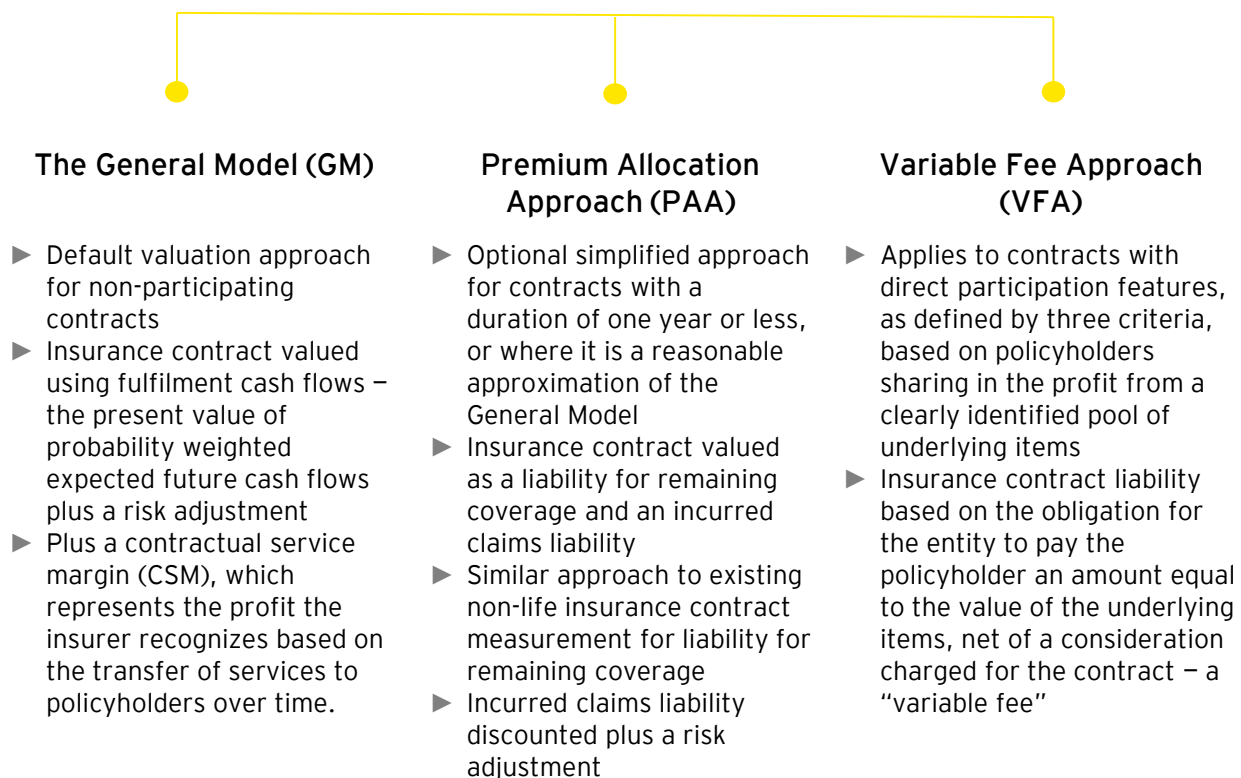 The General Model (GM)
► Default valuation approach
for non-participating
contracts
► Insurance contract valued
using fulfilment cash flows –
the present value of
probability weighted
expected future cash flows
plus a risk adjustment
► Plus a contractual service
margin (CSM), which
represents the profit the
insurer recognizes based on
the transfer of services to
policyholders over time.
Premium Allocation
Approach (PAA)
► Optional simplified approach
for contracts with a
duration of one year or less,
or where it is a reasonable
approximation of the
General Model
► Insurance contract valued
as a liability for remaining
coverage and an incurred
claims liability
► Similar approach to existing
non-life insurance contract
measurement for liability for
remaining coverage
► Incurred claims liability
discounted plus a risk
adjustment
Variable Fee Approach
(VFA)
► Applies to contracts with
direct participation features,
as defined by three criteria,
based on policyholders
sharing in the profit from a
clearly identified pool of
underlying items
► Insurance contract liability
based on the obligation for
the entity to pay the
policyholder an amount equal
to the value of the underlying
items, net of a consideration
charged for the contract – a
“variable fee”